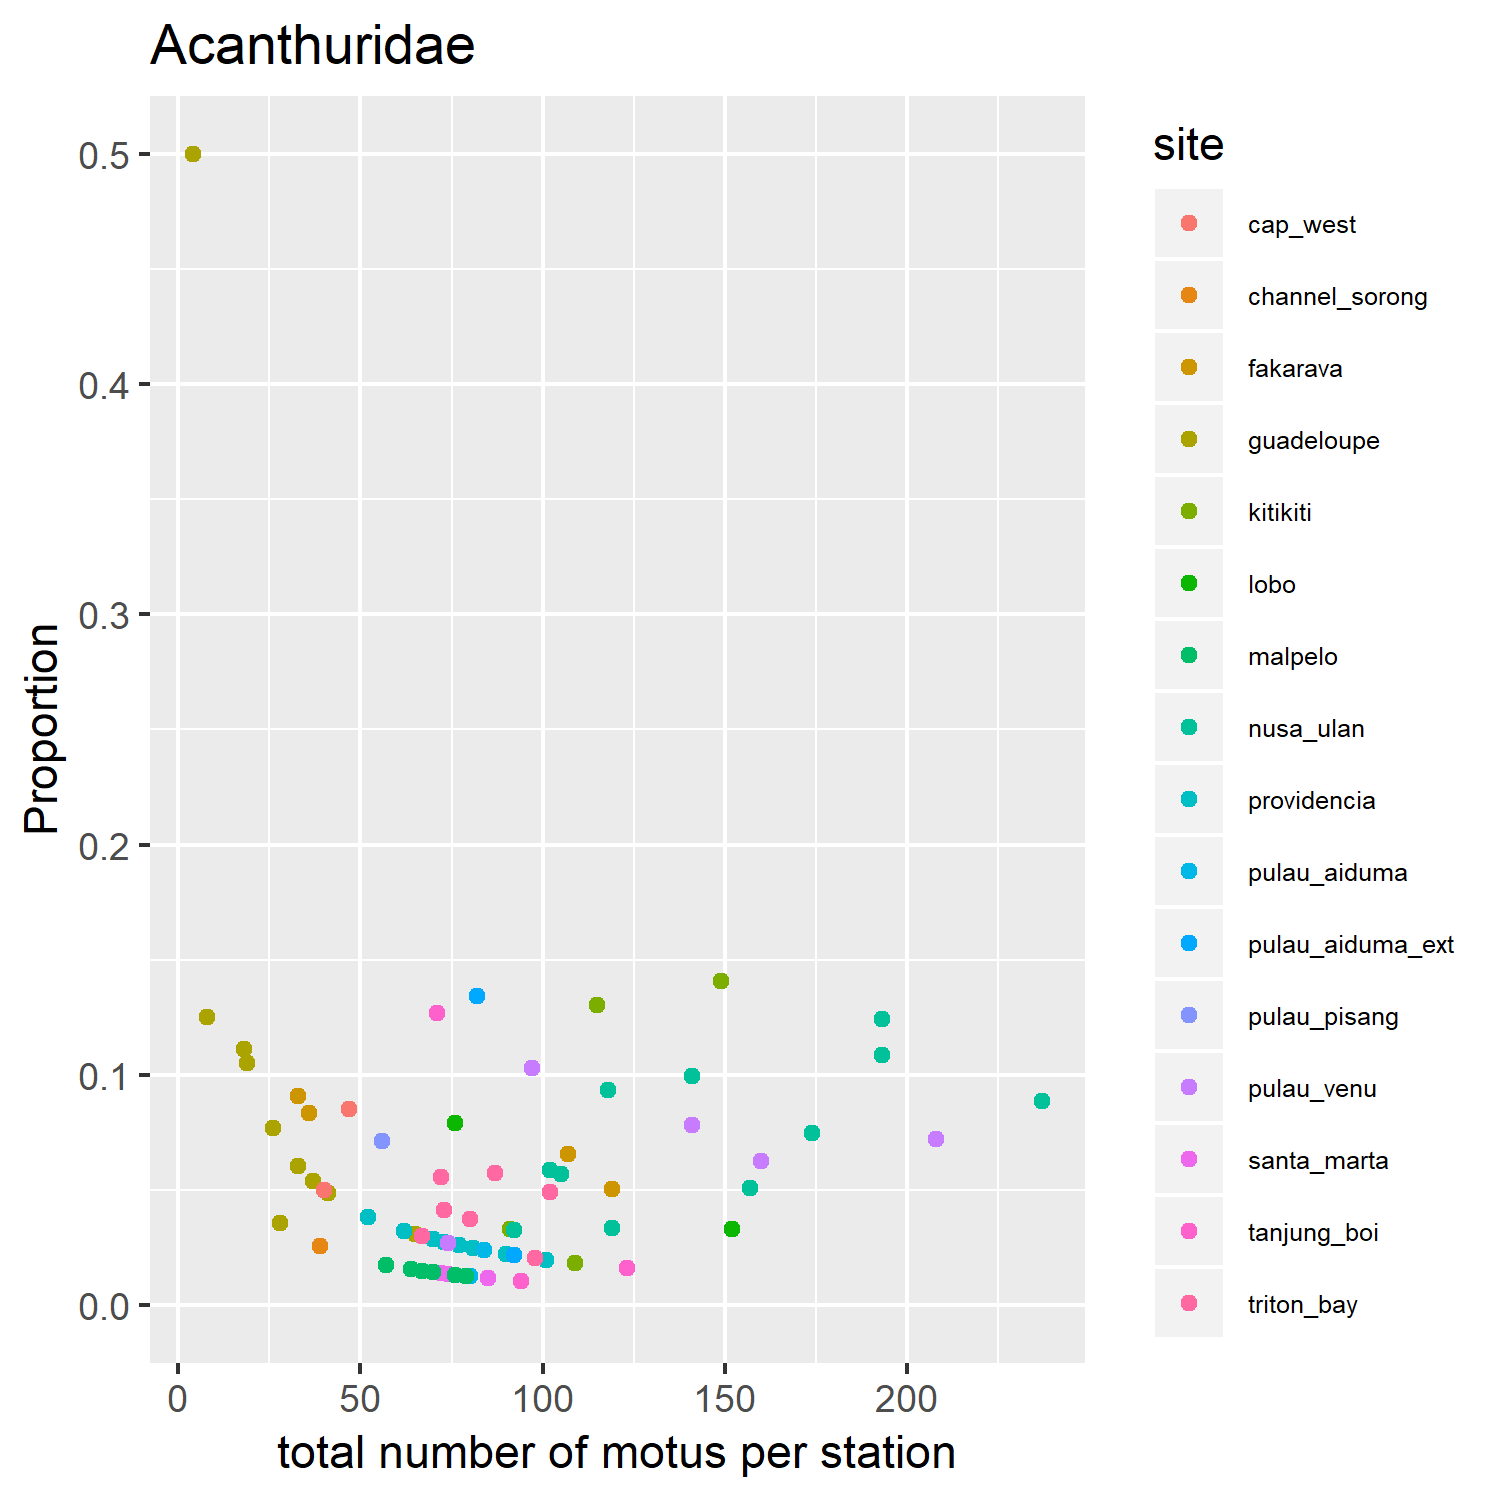 Acanthuridae
0.5
0.4
0.3
0.2
0.1
0.0
Proportion
0 50 100 150 200
total number of motus per station
site
cap_west
channel_sorong
fakarava
guadeloupe
kitikiti
lobo
malpelo
nusa_ulan
providencia
pulau_aiduma
pulau_aiduma_ext
pulau_pisang
pulau_venu
santa_marta
tanjung_boi
triton_bay